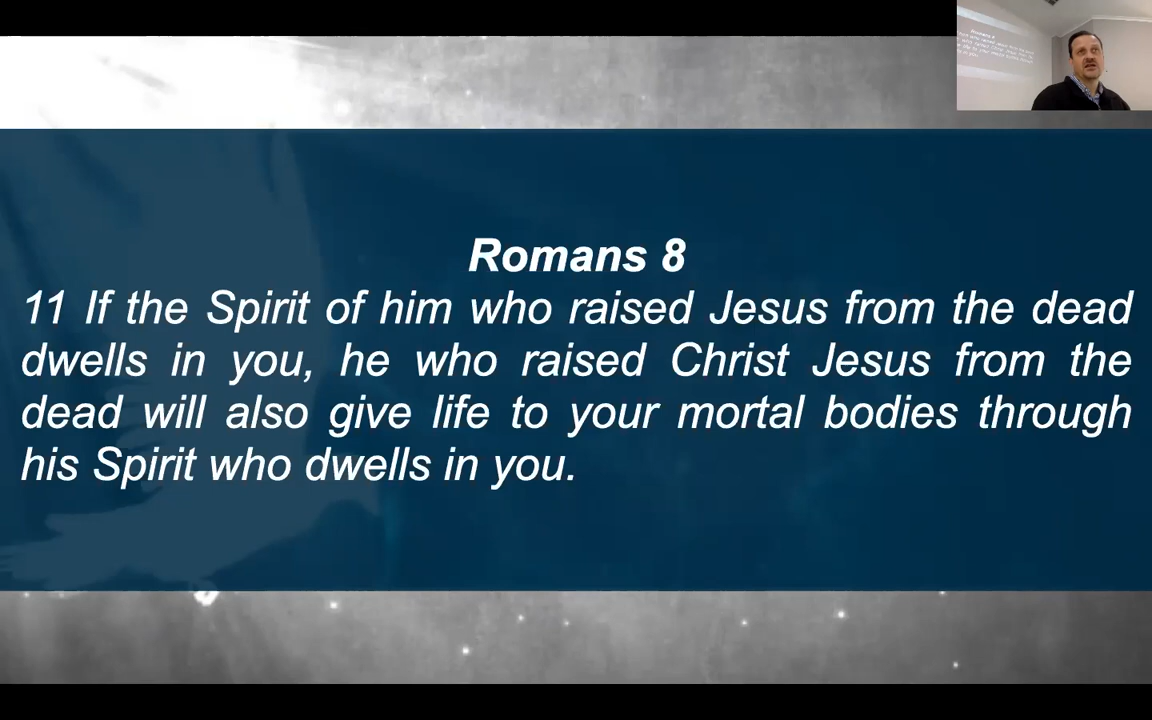 Romans 8
11 If the Spirit of him who raised Jesus from the dead
dwells in you, he who raised Christ Jesus from the
dead will also give life to your mortal bodies through
his Spirit who dwells in you.